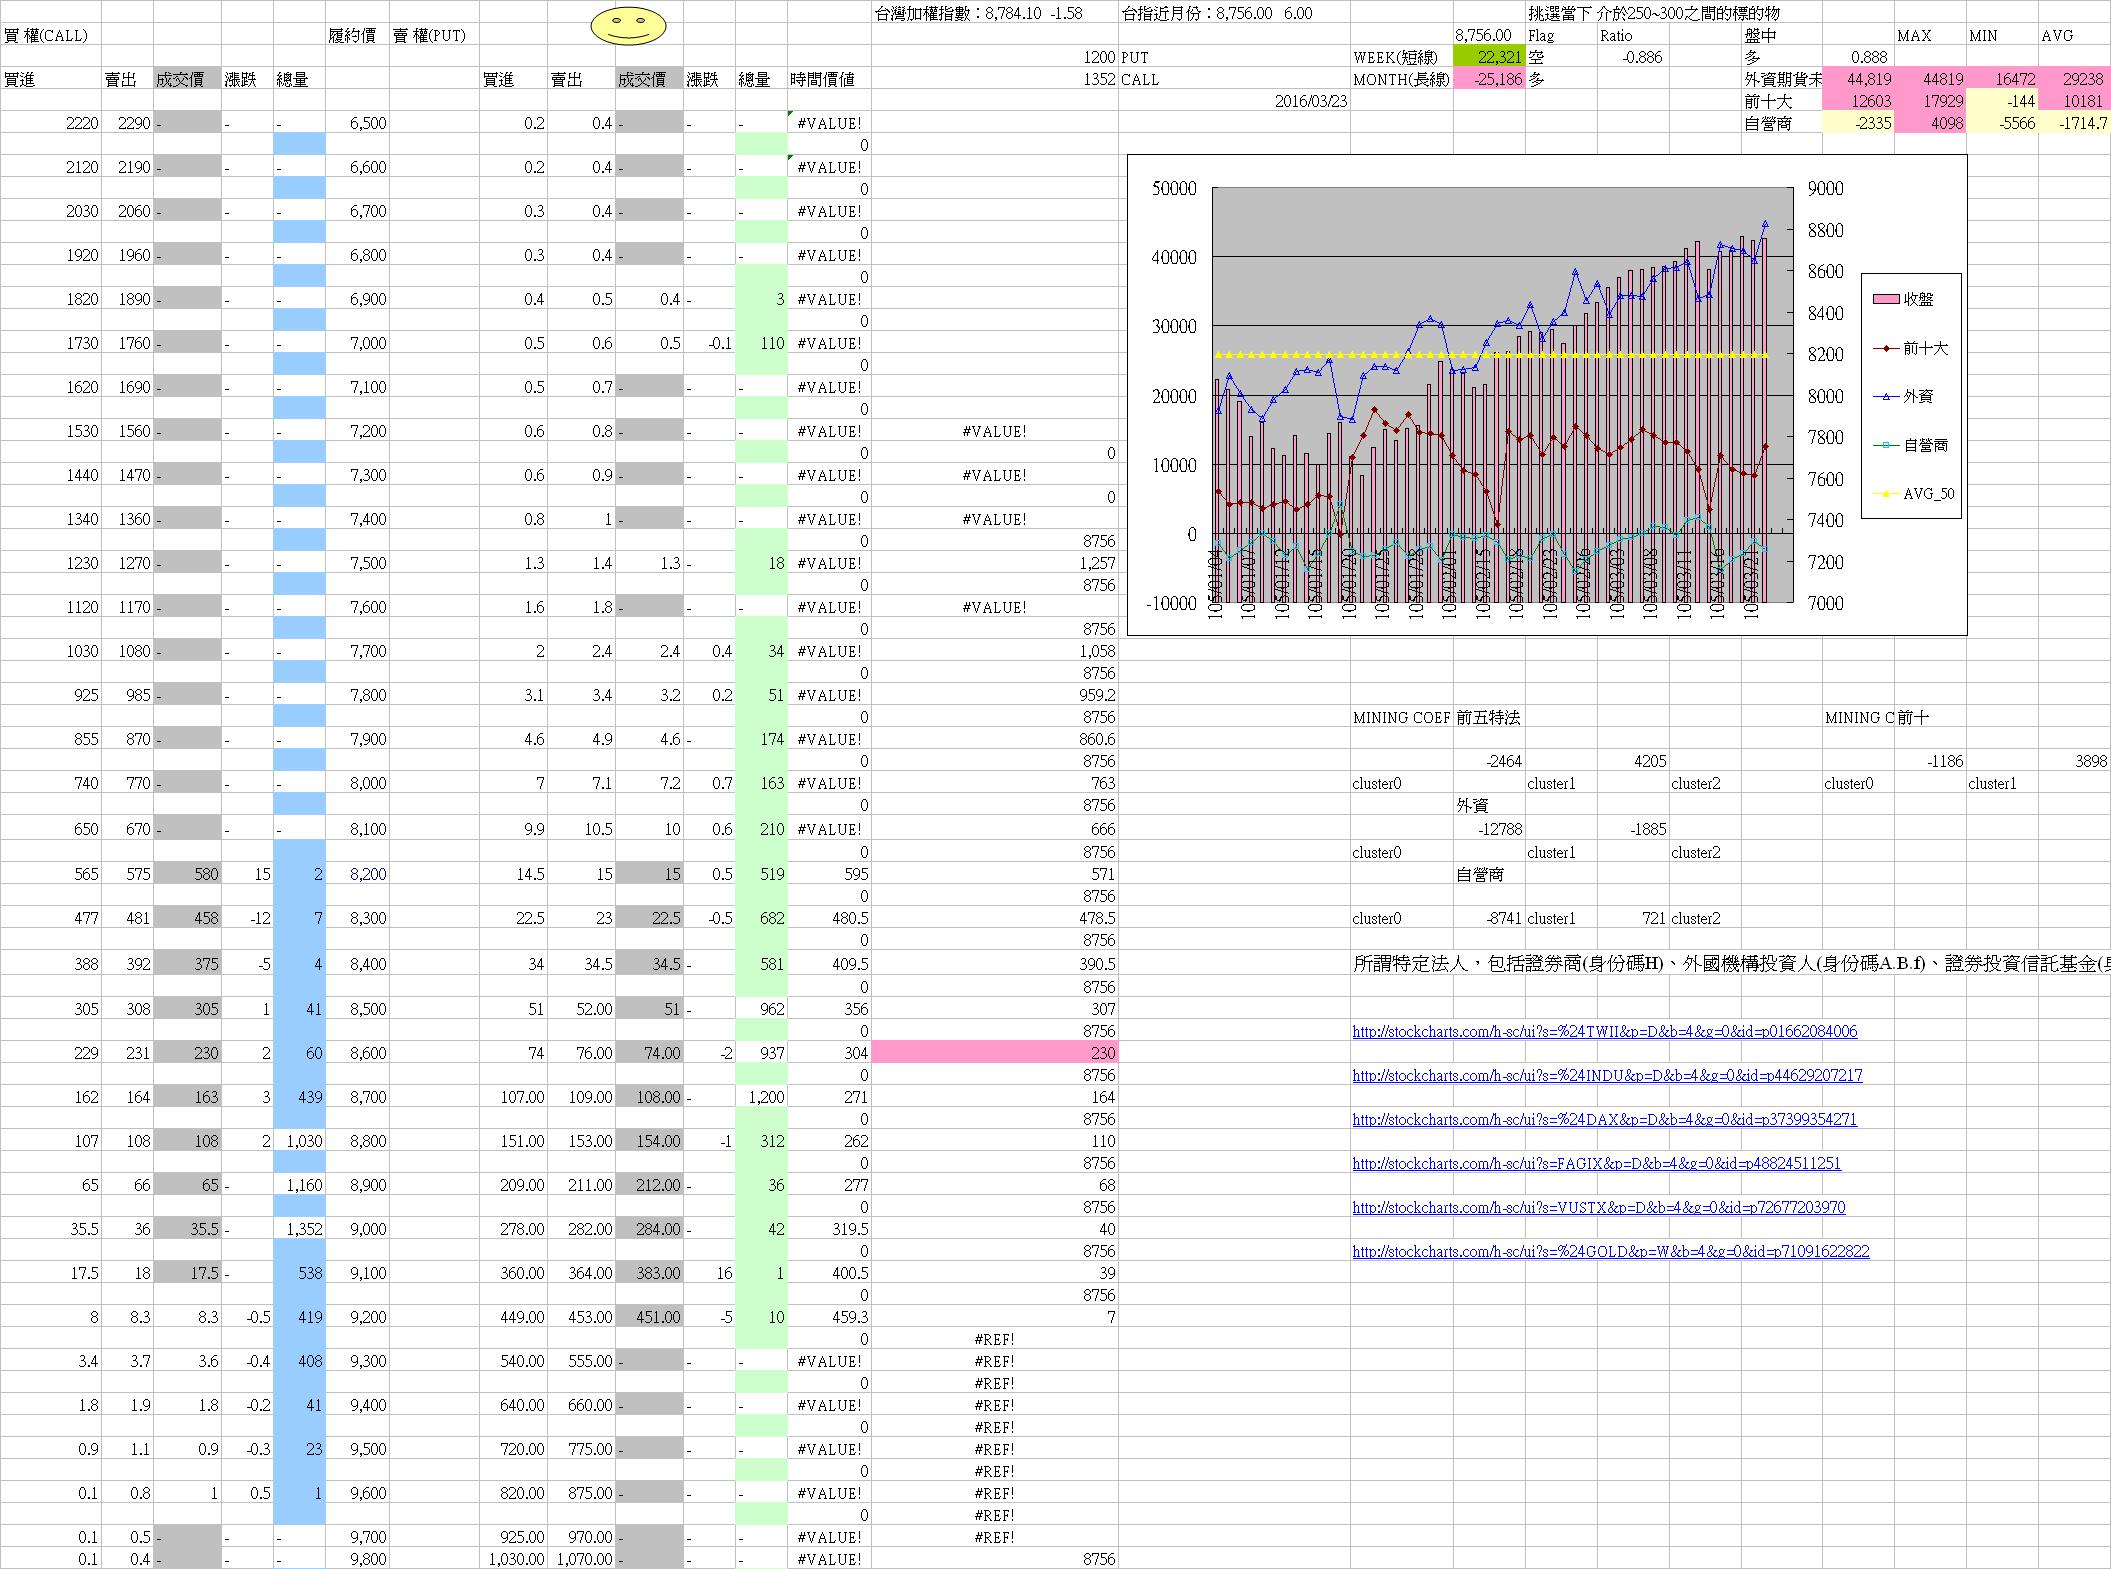 台灣加權指數：8,784.10 -1.58 台指近月份：8,756.00 6.00 挑選當下 介於250~300之間的標的物
買 權(CALL) 履約價 賣 權(PUT) 8,756.00 Flag Ratio 盤中 MAX MIN AVG
1200 PUT WEEK(短線) 22,321 空 -0.886 多 0.888
買進 賣出 成交價 漲跌 總量 買進 賣出 成交價 漲跌 總量 時間價值 1352 CALL MONTH(長線) -25,186 多 外資期貨未 44,819 44819 16472 29238
2016/03/23 前十大 12603 17929 -144 10181
2220 2290 - - - 6,500 0.2 0.4 - - - #VALUE! 自營商 -2335 4098 -5566 -1714.7
0
2120 2190 - - - 6,600 0.2 0.4 - - - #VALUE!
0
2030 2060 - - - 6,700 0.3 0.4 - - - #VALUE!
0
1920 1960 - - - 6,800 0.3 0.4 - - - #VALUE!
0
1820 1890 - - - 6,900 0.4 0.5 0.4 - 3 #VALUE!
0
1730 1760 - - - 7,000 0.5 0.6 0.5 -0.1 110 #VALUE!
0
1620 1690 - - - 7,100 0.5 0.7 - - - #VALUE!
0
1530 1560 - - - 7,200 0.6 0.8 - - - #VALUE! #VALUE!
0 0
1440 1470 - - - 7,300 0.6 0.9 - - - #VALUE! #VALUE!
0 0
1340 1360 - - - 7,400 0.8 1 - - - #VALUE! #VALUE!
0 8756
1230 1270 - - - 7,500 1.3 1.4 1.3 - 18 #VALUE! 1,257
0 8756
1120 1170 - - - 7,600 1.6 1.8 - - - #VALUE! #VALUE!
0 8756
1030 1080 - - - 7,700 2 2.4 2.4 0.4 34 #VALUE! 1,058
0 8756
925 985 - - - 7,800 3.1 3.4 3.2 0.2 51 #VALUE! 959.2
0 8756
855 870 - - - 7,900 4.6 4.9 4.6 - 174 #VALUE! 860.6
0 8756
740 770 - - - 8,000 7 7.1 7.2 0.7 163 #VALUE! 763
0 8756
650 670 - - - 8,100 9.9 10.5 10 0.6 210 #VALUE! 666
0 8756
565 575 580 15 2 8,200 14.5 15 15 0.5 519 595 571
0 8756
477 481 458 -12 7 8,300 22.5 23 22.5 -0.5 682 480.5 478.5
0 8756
388 392 375 -5 4 8,400 34 34.5 34.5 - 581 409.5 390.5
0 8756
305 308 305 1 41 8,500 51 52.00 51 - 962 356 307
0 8756
229 231 230 2 60 8,600 74 76.00 74.00 -2 937 304 230
0 8756
162 164 163 3 439 8,700 107.00 109.00 108.00 - 1,200 271 164
0 8756
107 108 108 2 1,030 8,800 151.00 153.00 154.00 -1 312 262 110
0 8756
65 66 65 - 1,160 8,900 209.00 211.00 212.00 - 36 277 68
0 8756
35.5 36 35.5 - 1,352 9,000 278.00 282.00 284.00 - 42 319.5 40
0 8756
17.5 18 17.5 - 538 9,100 360.00 364.00 383.00 16 1 400.5 39
0 8756
8 8.3 8.3 -0.5 419 9,200 449.00 453.00 451.00 -5 10 459.3 7
0 #REF!
3.4 3.7 3.6 -0.4 408 9,300 540.00 555.00 - - - #VALUE! #REF!
0 #REF!
1.8 1.9 1.8 -0.2 41 9,400 640.00 660.00 - - - #VALUE! #REF!
0 #REF!
0.9 1.1 0.9 -0.3 23 9,500 720.00 775.00 - - - #VALUE! #REF!
0 #REF!
0.1 0.8 1 0.5 1 9,600 820.00 875.00 - - - #VALUE! #REF!
0 #REF!
0.1 0.5 - - - 9,700 925.00 970.00 - - - #VALUE! #REF!
0.1 0.4 - - - 9,800 1,030.00 1,070.00 - - - #VALUE! 8756
50000 9000
8800
40000
8600
30000 8400
8200
20000 8000
7800
10000
7600
7400
0
7200
-10000 7000
105/01/04 105/01/07 105/01/12 105/01/15 105/01/20 105/01/25 105/01/28 105/02/01 105/02/15 105/02/18 105/02/23 105/02/26 105/03/03 105/03/08 105/03/11 105/03/16 105/03/21
收盤
前十大
外資
自營商
AVG_50
MINING COEF 前五特法 MINING C 前十
-2464 4205 -1186 3898
cluster0 cluster1 cluster2 cluster0 cluster1
外資
-12788 -1885
cluster0 cluster1 cluster2
自營商
cluster0 -8741 cluster1 721 cluster2
所謂特定法人，包括證券商(身份碼H)、外國機構投資人(身份碼A.B.f)、證券投資信託基金(
http://stockcharts.com/h-sc/ui?s=%24TWII&p=D&b=4&g=0&id=p01662084006
http://stockcharts.com/h-sc/ui?s=%24INDU&p=D&b=4&g=0&id=p44629207217
http://stockcharts.com/h-sc/ui?s=%24DAX&p=D&b=4&g=0&id=p37399354271
http://stockcharts.com/h-sc/ui?s=FAGIX&p=D&b=4&g=0&id=p48824511251
http://stockcharts.com/h-sc/ui?s=VUSTX&p=D&b=4&g=0&id=p72677203970
http://stockcharts.com/h-sc/ui?s=%24GOLD&p=W&b=4&g=0&id=p71091622822